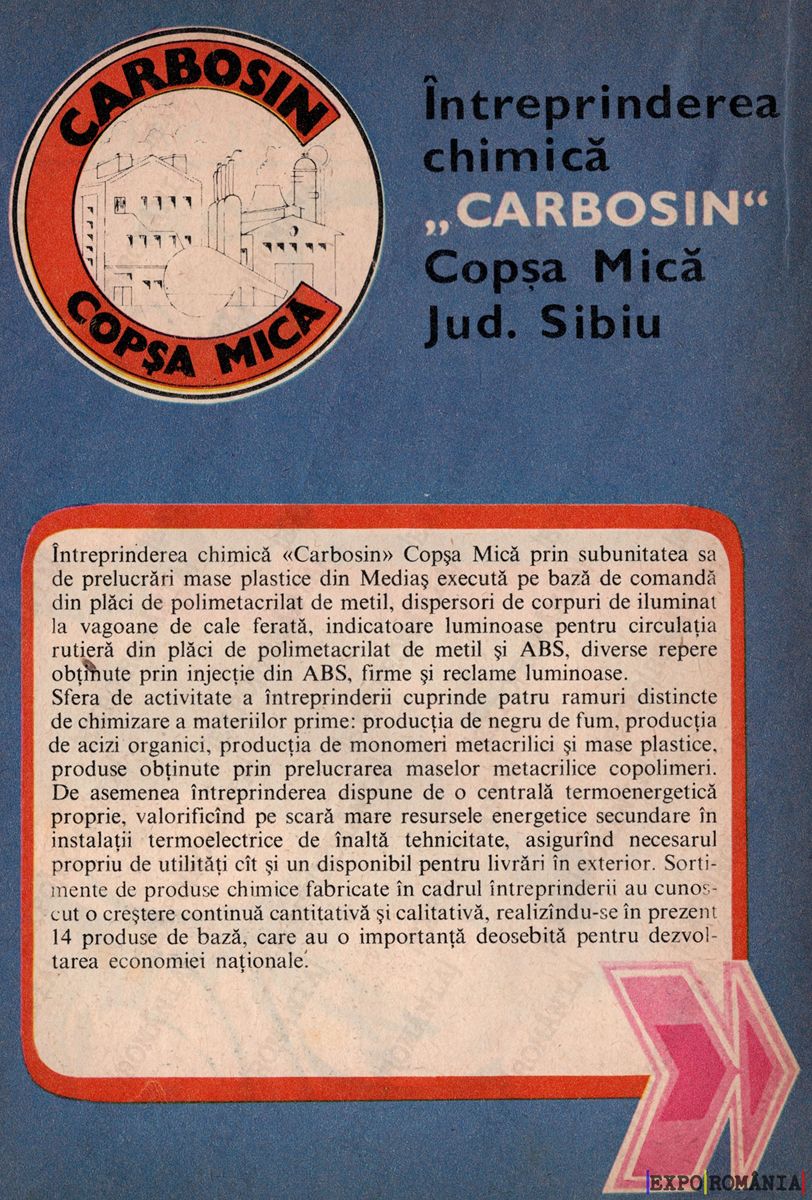 CARBOSIN
COPȘA MICĂ
Întreprinderea
chimică
„CARBOSIN“
Copșa Mică
Jud. Sibiu
Întreprinderea chimică «Carbosin» Copşa Mică prin subunitatea sa
de prelucrări mase plastice din Mediaş execută pe bază de comandă
din plăci de polimetacrilat de metil, dispersori de corpuri de iluminat
la vagoane de cale ferată, indicatoare luminoase pentru circulaţia
rutieră din plăci de polimetacrilat de metil şi ABS, diverse repere
obţinute prin injecţie din ABS, firme şi reclame luminoase.
Sfera de activitate a întreprinderii cuprinde patru ramuri distincte
de chimizare a materiilor prime: producţia de negru de fum, producţia
de acizi organici, producţia de monomeri metacrilici şi mase plastice,
produse obţinute prin prelucrarea maselor metacrilice copolimeri.
De asemenea întreprinderea dispune de o centrală termoenergetică
proprie, valorificînd pe scară mare resursele energetice secundare în
instalaţii termoelectrice de înaltă tehnicitate, asigurînd necesarul
propriu de utilităţi cît şi un disponibil pentru livrări în exterior. Sorti-
mente de produse chimice fabricate în cadrul întreprinderii au cunos-
cut o creştere continuă cantitativă şi calitativă, realizîndu-se în prezent
14 produse de bază, care au o importanţă deosebită pentru dezvol-
tarea economiei naţionale.
EXPO ROMÂNIA